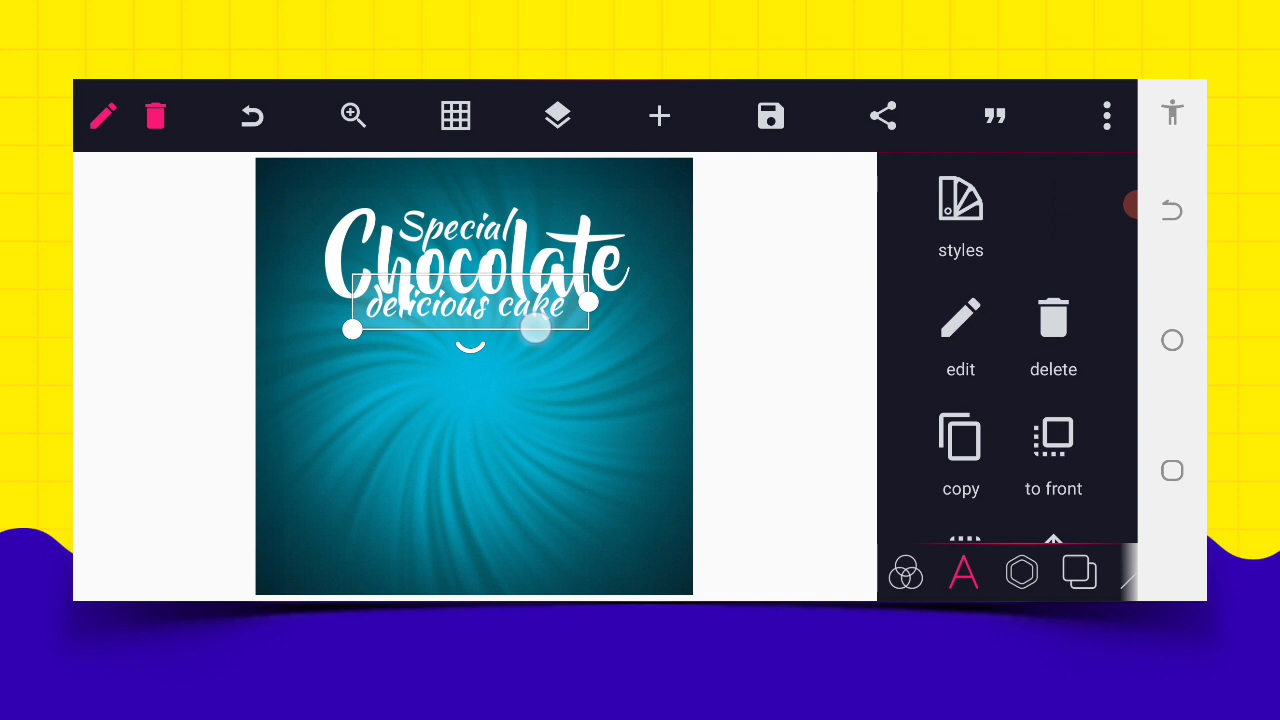 Special
Chocolate
delicious cake
styles
edit
delete
copy
to front